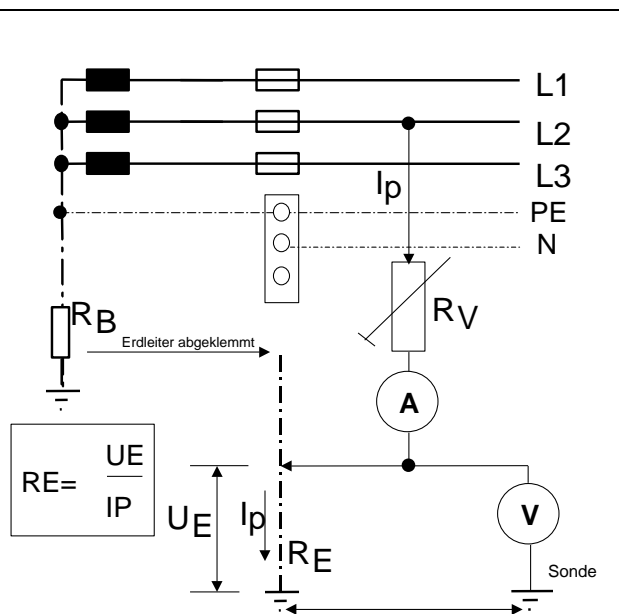 L1
L2
L3
Ip
PE
N
RB
RV
Erdleiter abgeklemmt
A
RE= UE
IP
UE
Ip
RE
V
Sonde